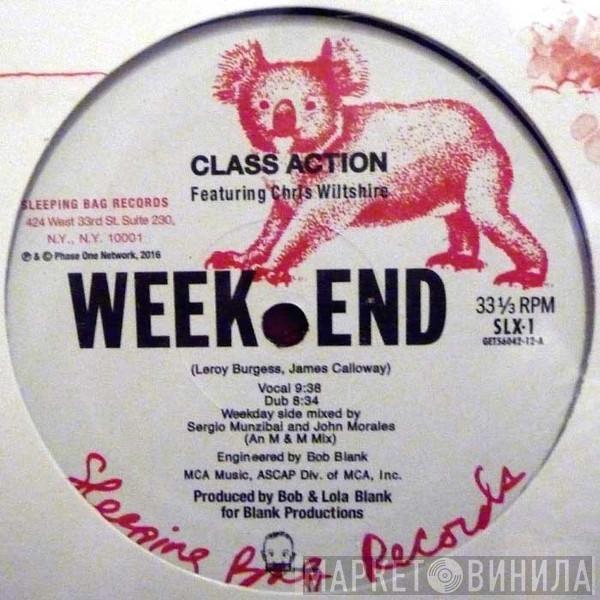 CLASS ACTION
Featuring Chris Wiltshire
SLEEPING BAG RECORDS
424 West 33rd St. Suite 230,
N.Y., N.Y. 10001
℗ & © Phase One Network, 2016
WEEK END
33 ⅓ RPM
SLX-1
GET56042-12-A
(Leroy Burgess, James Calloway)
Vocal 9:38
Dub 8:34
Weekday side mixed by
Sergio Munzibai and John Morales
(An M & M Mix)
Engineered by Bob Blank
MCA Music, ASCAP Div. of MCA, Inc.
Produced by Bob & Lola Blank
for Blank Productions
Sleeping Bag Records
МАРКЕТ ВИНИЛА